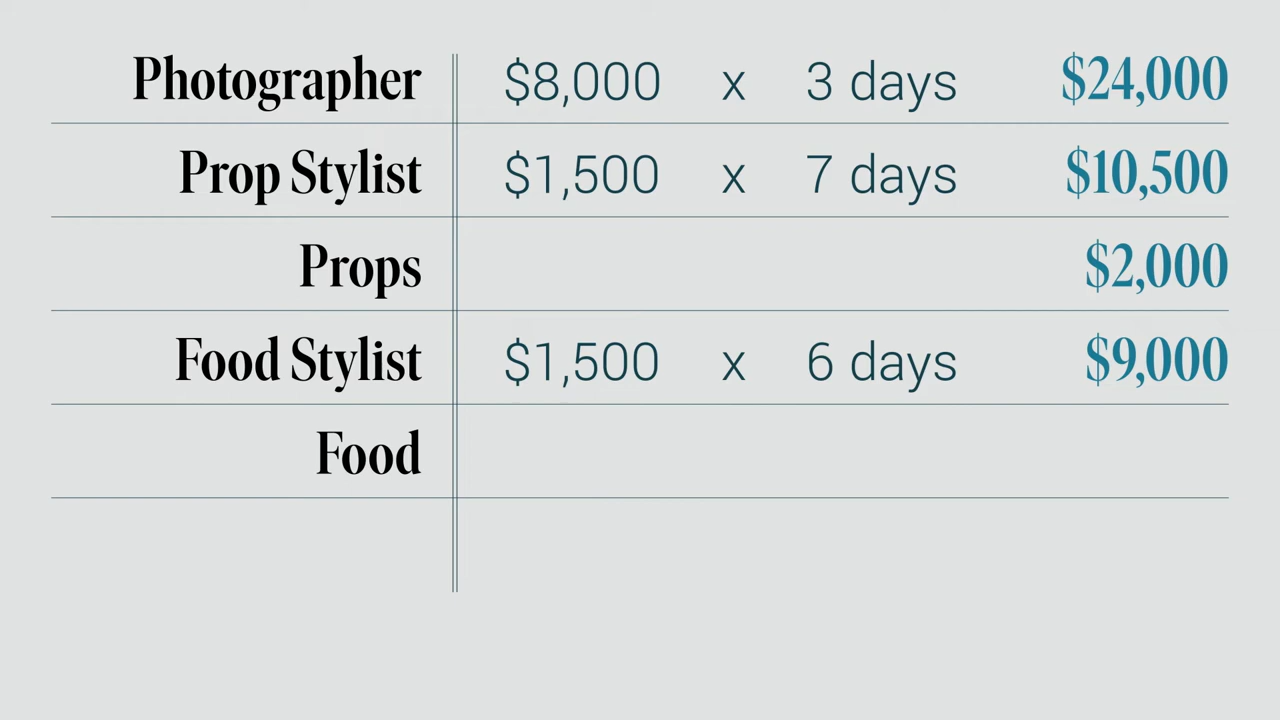 Photographer $8,000 x 3 days $24,000
Prop Stylist $1,500 x 7 days $10,500
Props $2,000
Food Stylist $1,500 x 6 days $9,000
Food